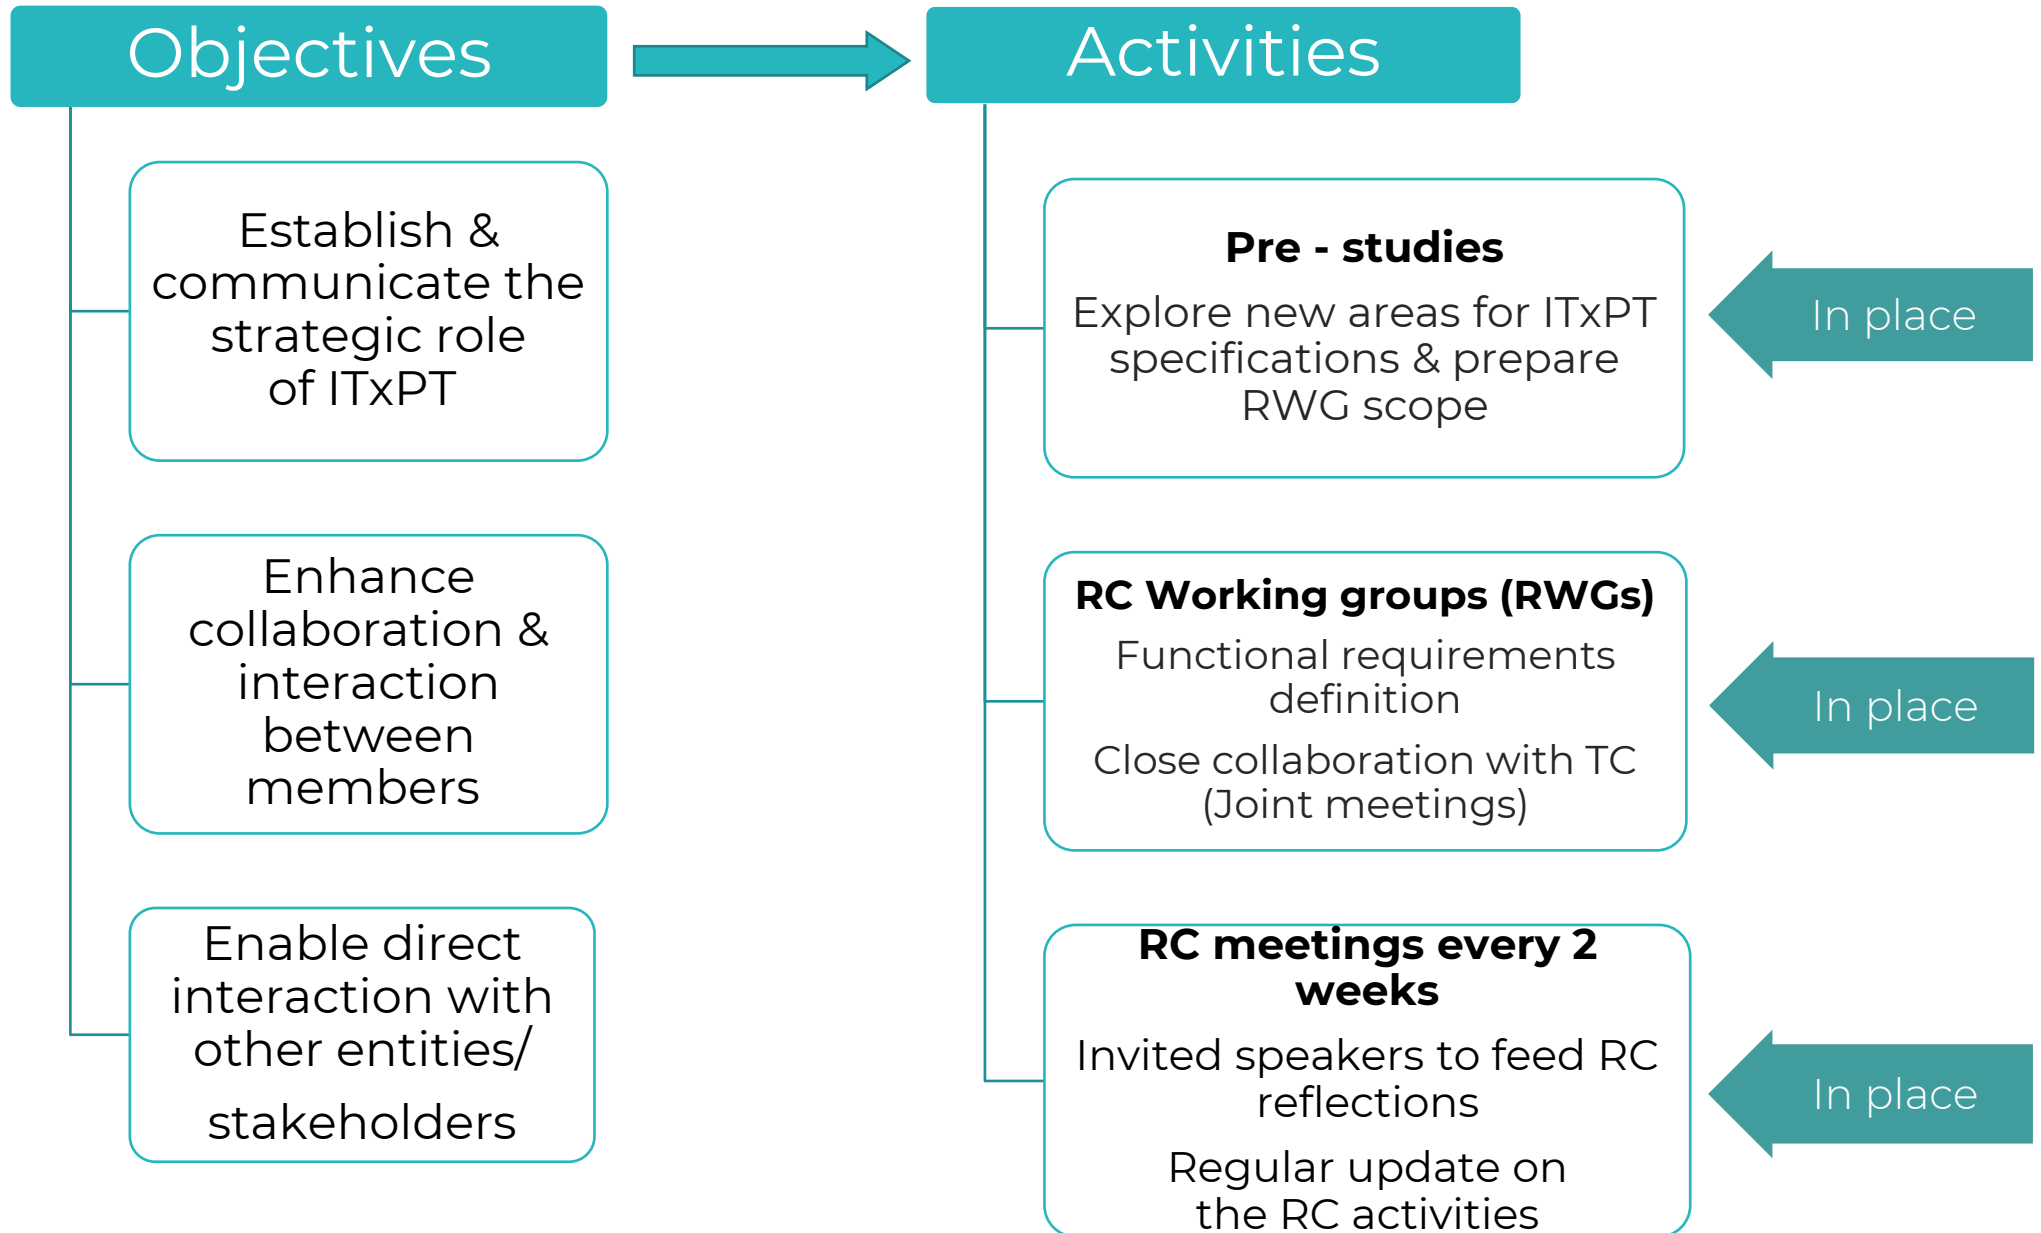 Objectives
Establish &
communicate the
strategic role
of ITxPT
Enhance
collaboration &
interaction
between
members
Enable direct
interaction with
other entities/
stakeholders
Activities
Pre - studies
Explore new areas for ITxPT
specifications & prepare
RWG scope
In place
RC Working groups (RWGs)
Functional requirements
definition
Close collaboration with TC
(Joint meetings)
In place
RC meetings every 2
weeks
Invited speakers to feed RC
reflections
Regular update on
the RC activities
In place